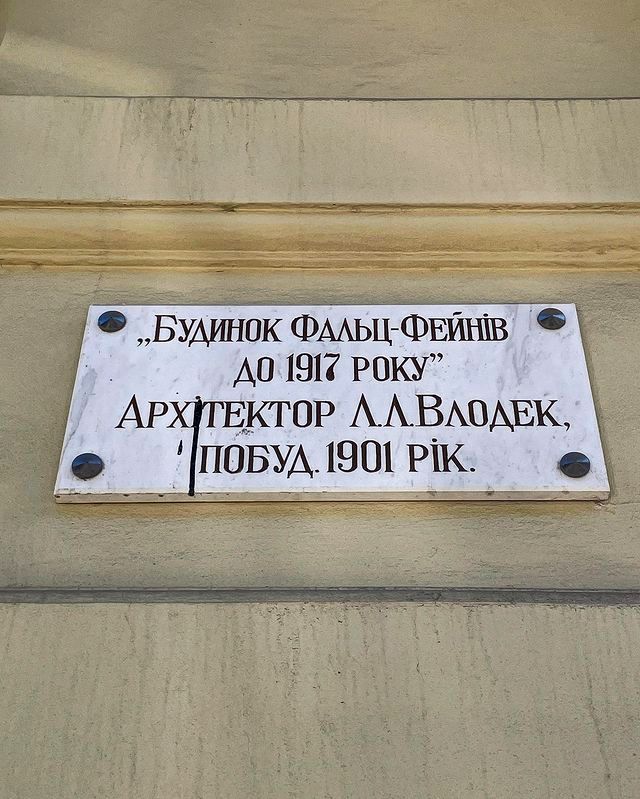 „Будинок Фальц-Фейнів
до 1917 року”
Архітектор Л.Л.Влодек,
побуд. 1901 рік.